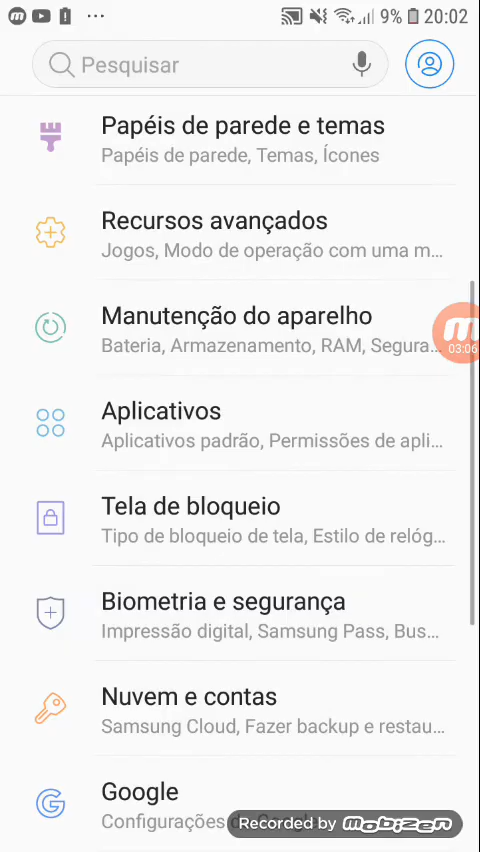 9% 20:02
Pesquisar
Papéis de parede e temas
Papéis de parede, Temas, Ícones
Recursos avançados
Jogos, Modo de operação com uma m...
Manutenção do aparelho
Bateria, Armazenamento, RAM, Segura...
03:06
Aplicativos
Aplicativos padrão, Permissões de apli...
Tela de bloqueio
Tipo de bloqueio de tela, Estilo de relóg...
Biometria e segurança
Impressão digital, Samsung Pass, Bus...
Nuvem e contas
Samsung Cloud, Fazer backup e restau...
Google
Configurações
Recorded by Mobizen